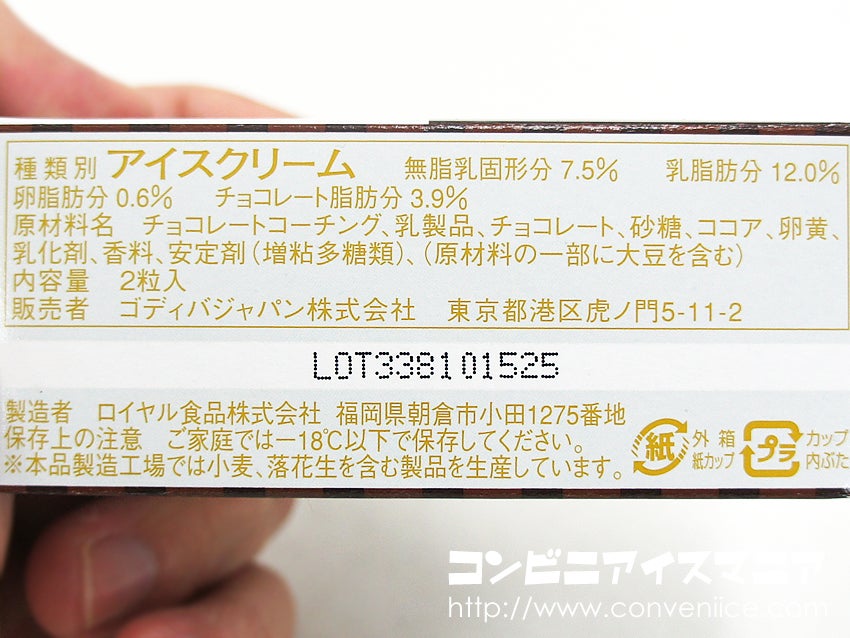 種類別 アイスクリーム 無脂乳固形分 7.5% 乳脂肪分 12.0%
卵脂肪分 0.6% チョコレート脂肪分 3.9%
原材料名 チョコレートコーチング、乳製品、チョコレート、砂糖、ココア、卵黄、
乳化剤、香料、安定剤（増粘多糖類）、（原材料の一部に大豆を含む）
内容量 2粒入
販売者 ゴディバジャパン株式会社 東京都港区虎ノ門5-11-2
LOT338101525
製造者 ロイヤル食品株式会社 福岡県朝倉市小田1275番地
保存上の注意 ご家庭では－18℃以下で保存してください。
※本品製造工場では小麦、落花生を含む製品を生産しています。
紙 外箱 紙カップ
プラ カップ 内ぶた
コンビニアイスマニア
http://www.conveniice.com/